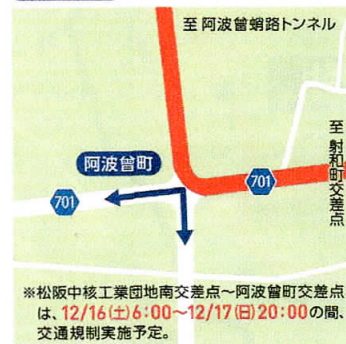 至 阿波曽蛸路トンネル
至 射和町交差点
阿波曽町
701
701
※松阪中核工業団地南交差点～阿波曽町交差点
は、12/16(土)6:00～12/17(日)20:00の間、
交通規制実施予定。